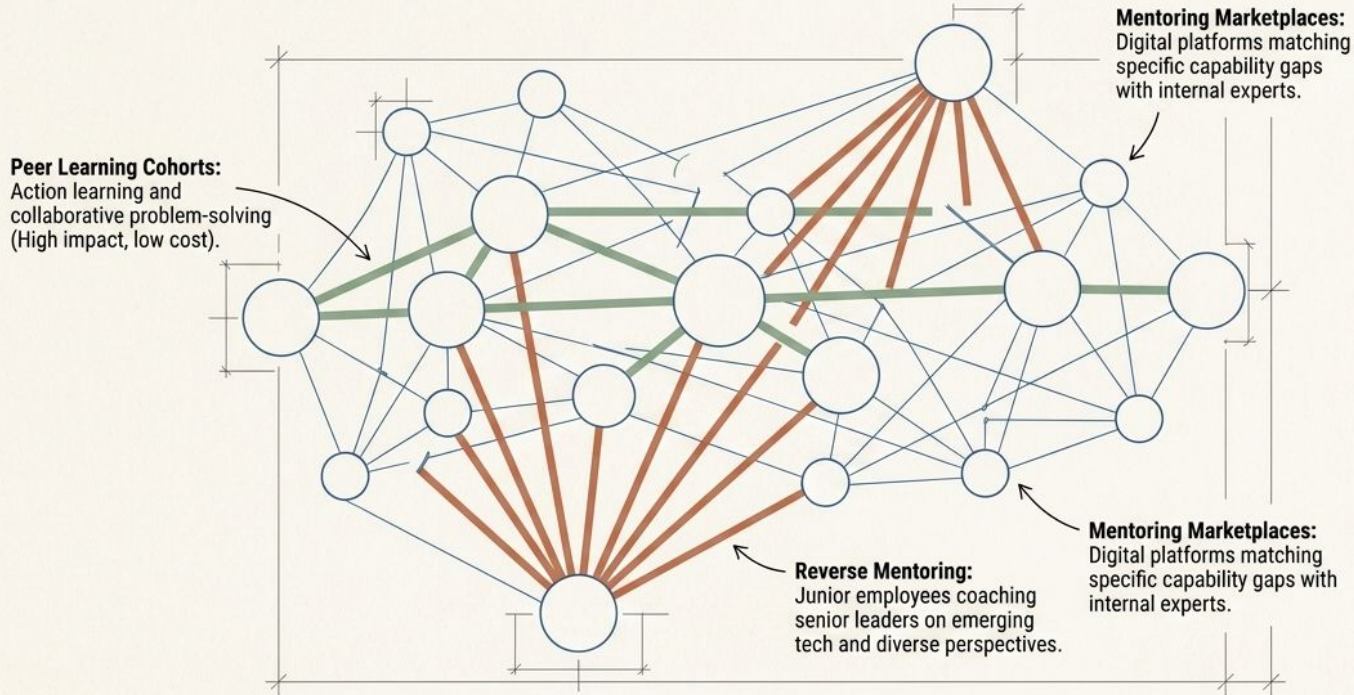 Mentoring Marketplaces:
Digital platforms matching
specific capability gaps
with internal experts.
Peer Learning Cohorts:
Action learning and
collaborative problem-solving
(High impact, low cost).
Mentoring Marketplaces:
Digital platforms matching
specific capability gaps with
internal experts.
Reverse Mentoring:
Junior employees coaching
senior leaders on emerging
tech and diverse perspectives.